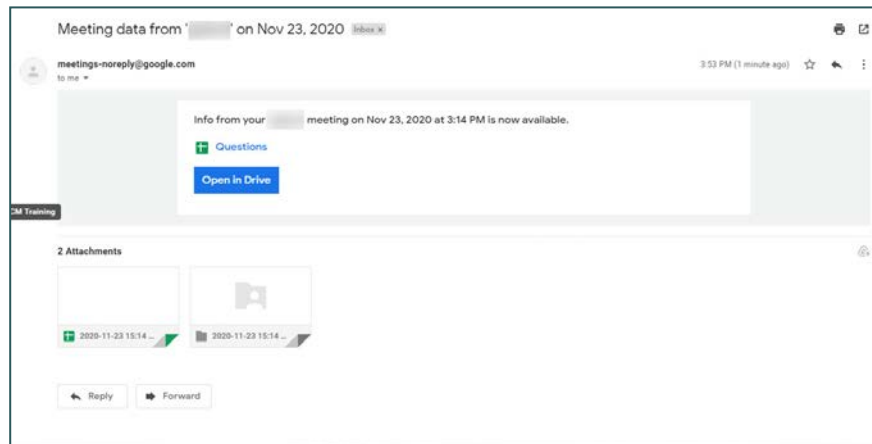 Meeting data from ' ' on Nov 23, 2020 Inbox x
meetings-noreply@google.com 3:53 PM (1 minute ago)
to me
Info from your meeting on Nov 23, 2020 at 3:14 PM is now available.
Questions
Open in Drive
CM Training
2 Attachments
2020-11-23 15:14 ... 2020-11-23 15:14 ...
Reply Forward